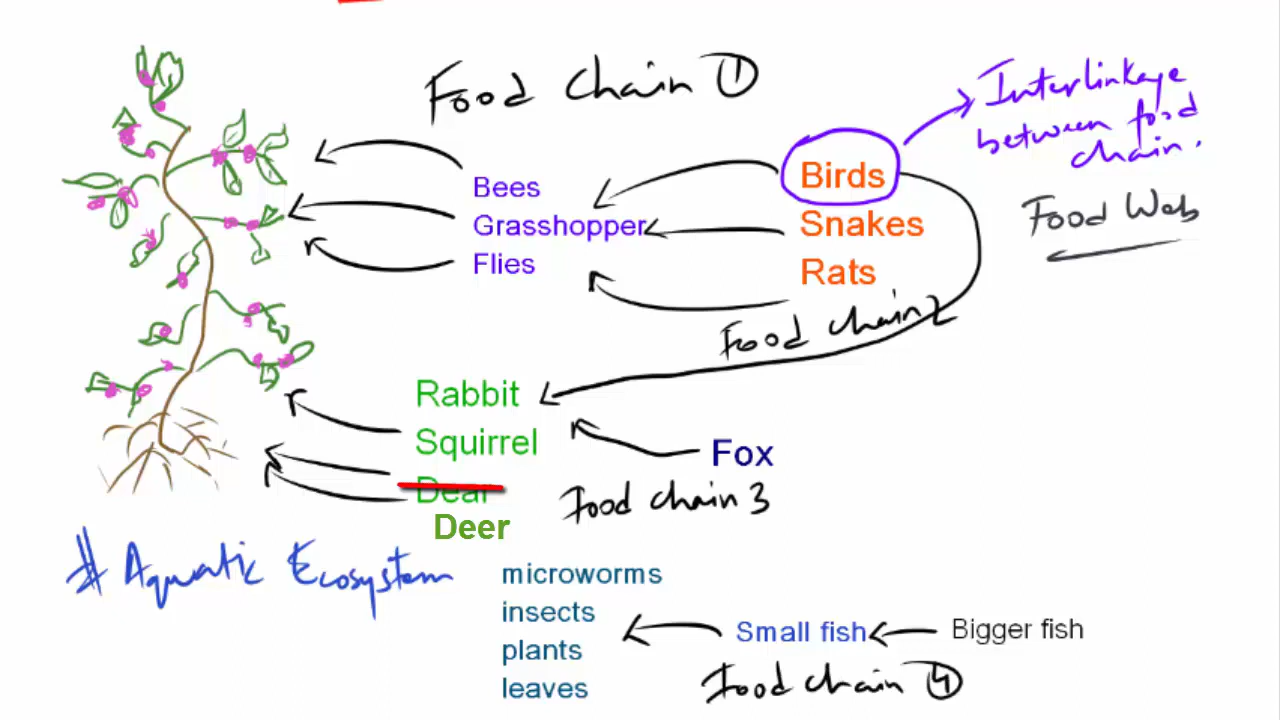 Food Chain ①
Interlinkage
between food
chain.
Birds
Bees
Snakes
Food Web
Grasshopper
Flies
Rats
Food chain 2
Rabbit
Squirrel
Fox
Dear
Food chain 3
Deer
# Aquatic Ecosystem
microworms
insects
Small fish
Bigger fish
plants
Food chain ④
leaves